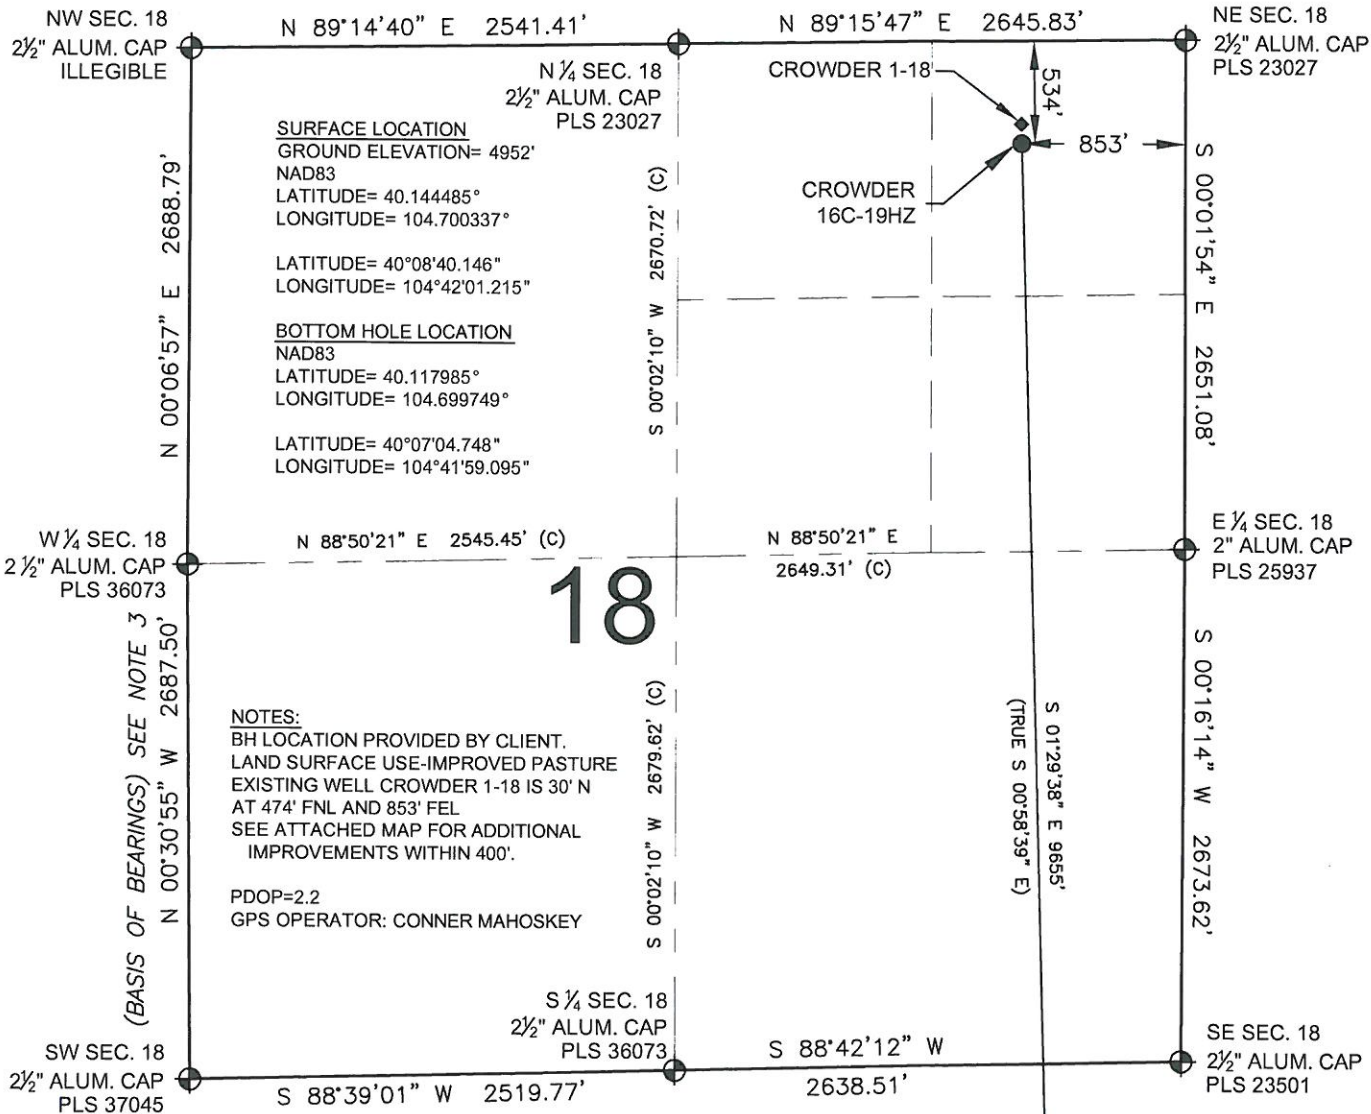 NW SEC. 18
2½" ALUM. CAP
ILLEGIBLE
N 89°14'40" E 2541.41'
N 89°15'47" E 2645.83'
NE SEC. 18
2½" ALUM. CAP
PLS 23027
N ¼ SEC. 18
2½" ALUM. CAP
PLS 23027
CROWDER 1-18
534'
853'
CROWDER
16C-19HZ
SURFACE LOCATION
GROUND ELEVATION= 4952'
NAD83
LATITUDE= 40.144485°
LONGITUDE= 104.700337°
LATITUDE= 40°08'40.146"
LONGITUDE= 104°42'01.215"
BOTTOM HOLE LOCATION
NAD83
LATITUDE= 40.117985°
LONGITUDE= 104.699749°
LATITUDE= 40°07'04.748"
LONGITUDE= 104°41'59.095"
N 00°06'57" E 2688.79'
S 00°02'10" W 2670.72' (C)
S 00°01'54" E 2651.08'
W ¼ SEC. 18
2 ½" ALUM. CAP
PLS 36073
N 88°50'21" E 2545.45' (C)
N 88°50'21" E
2649.31' (C)
E ¼ SEC. 18
2" ALUM. CAP
PLS 25937
18
(BASIS OF BEARINGS) SEE NOTE 3
N 00°30'55" W 2687.50'
NOTES:
BH LOCATION PROVIDED BY CLIENT.
LAND SURFACE USE-IMPROVED PASTURE
EXISTING WELL CROWDER 1-18 IS 30' N
AT 474' FNL AND 853' FEL
SEE ATTACHED MAP FOR ADDITIONAL
IMPROVEMENTS WITHIN 400'.
PDOP=2.2
GPS OPERATOR: CONNER MAHOSKEY
S 00°02'10" W 2679.62' (C)
S 01°29'38" E 9655'
(TRUE S 00°58'39" E)
S 00°16'14" W 2673.62'
SW SEC. 18
2½" ALUM. CAP
PLS 37045
S 88°39'01" W 2519.77'
S ¼ SEC. 18
2½" ALUM. CAP
PLS 36073
S 88°42'12" W
2638.51'
SE SEC. 18
2½" ALUM. CAP
PLS 23501